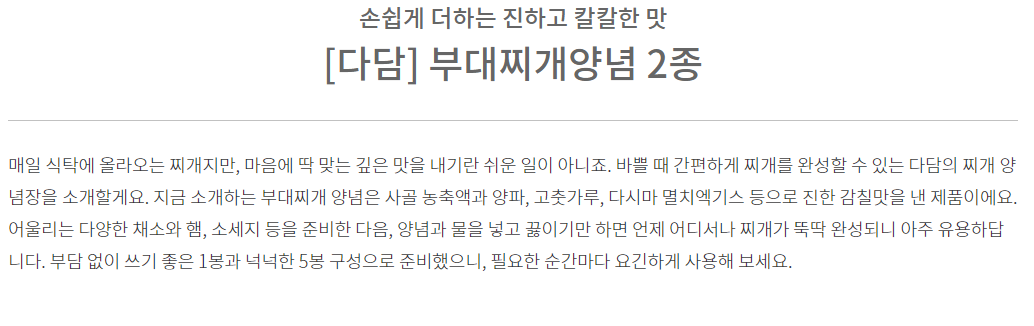 손쉽게 더하는 진하고 칼칼한 맛
[다담] 부대찌개양념 2종
매일 식탁에 올라오는 찌개지만, 마음에 딱 맞는 깊은 맛을 내기란 쉬운 일이 아니죠. 바쁠 때 간편하게 찌개를 완성할 수 있는 다담의 찌개 양
념장을 소개할게요. 지금 소개하는 부대찌개 양념은 사골 농축액과 양파, 고춧가루, 다시마 멸치엑기스 등으로 진한 감칠맛을 낸 제품이에요.
어울리는 다양한 채소와 햄, 소세지 등을 준비한 다음, 양념과 물을 넣고 끓이기만 하면 언제 어디서나 찌개가 뚝딱 완성되니 아주 유용하답
니다. 부담 없이 쓰기 좋은 1봉과 넉넉한 5봉 구성으로 준비했으니, 필요한 순간마다 요긴하게 사용해 보세요.